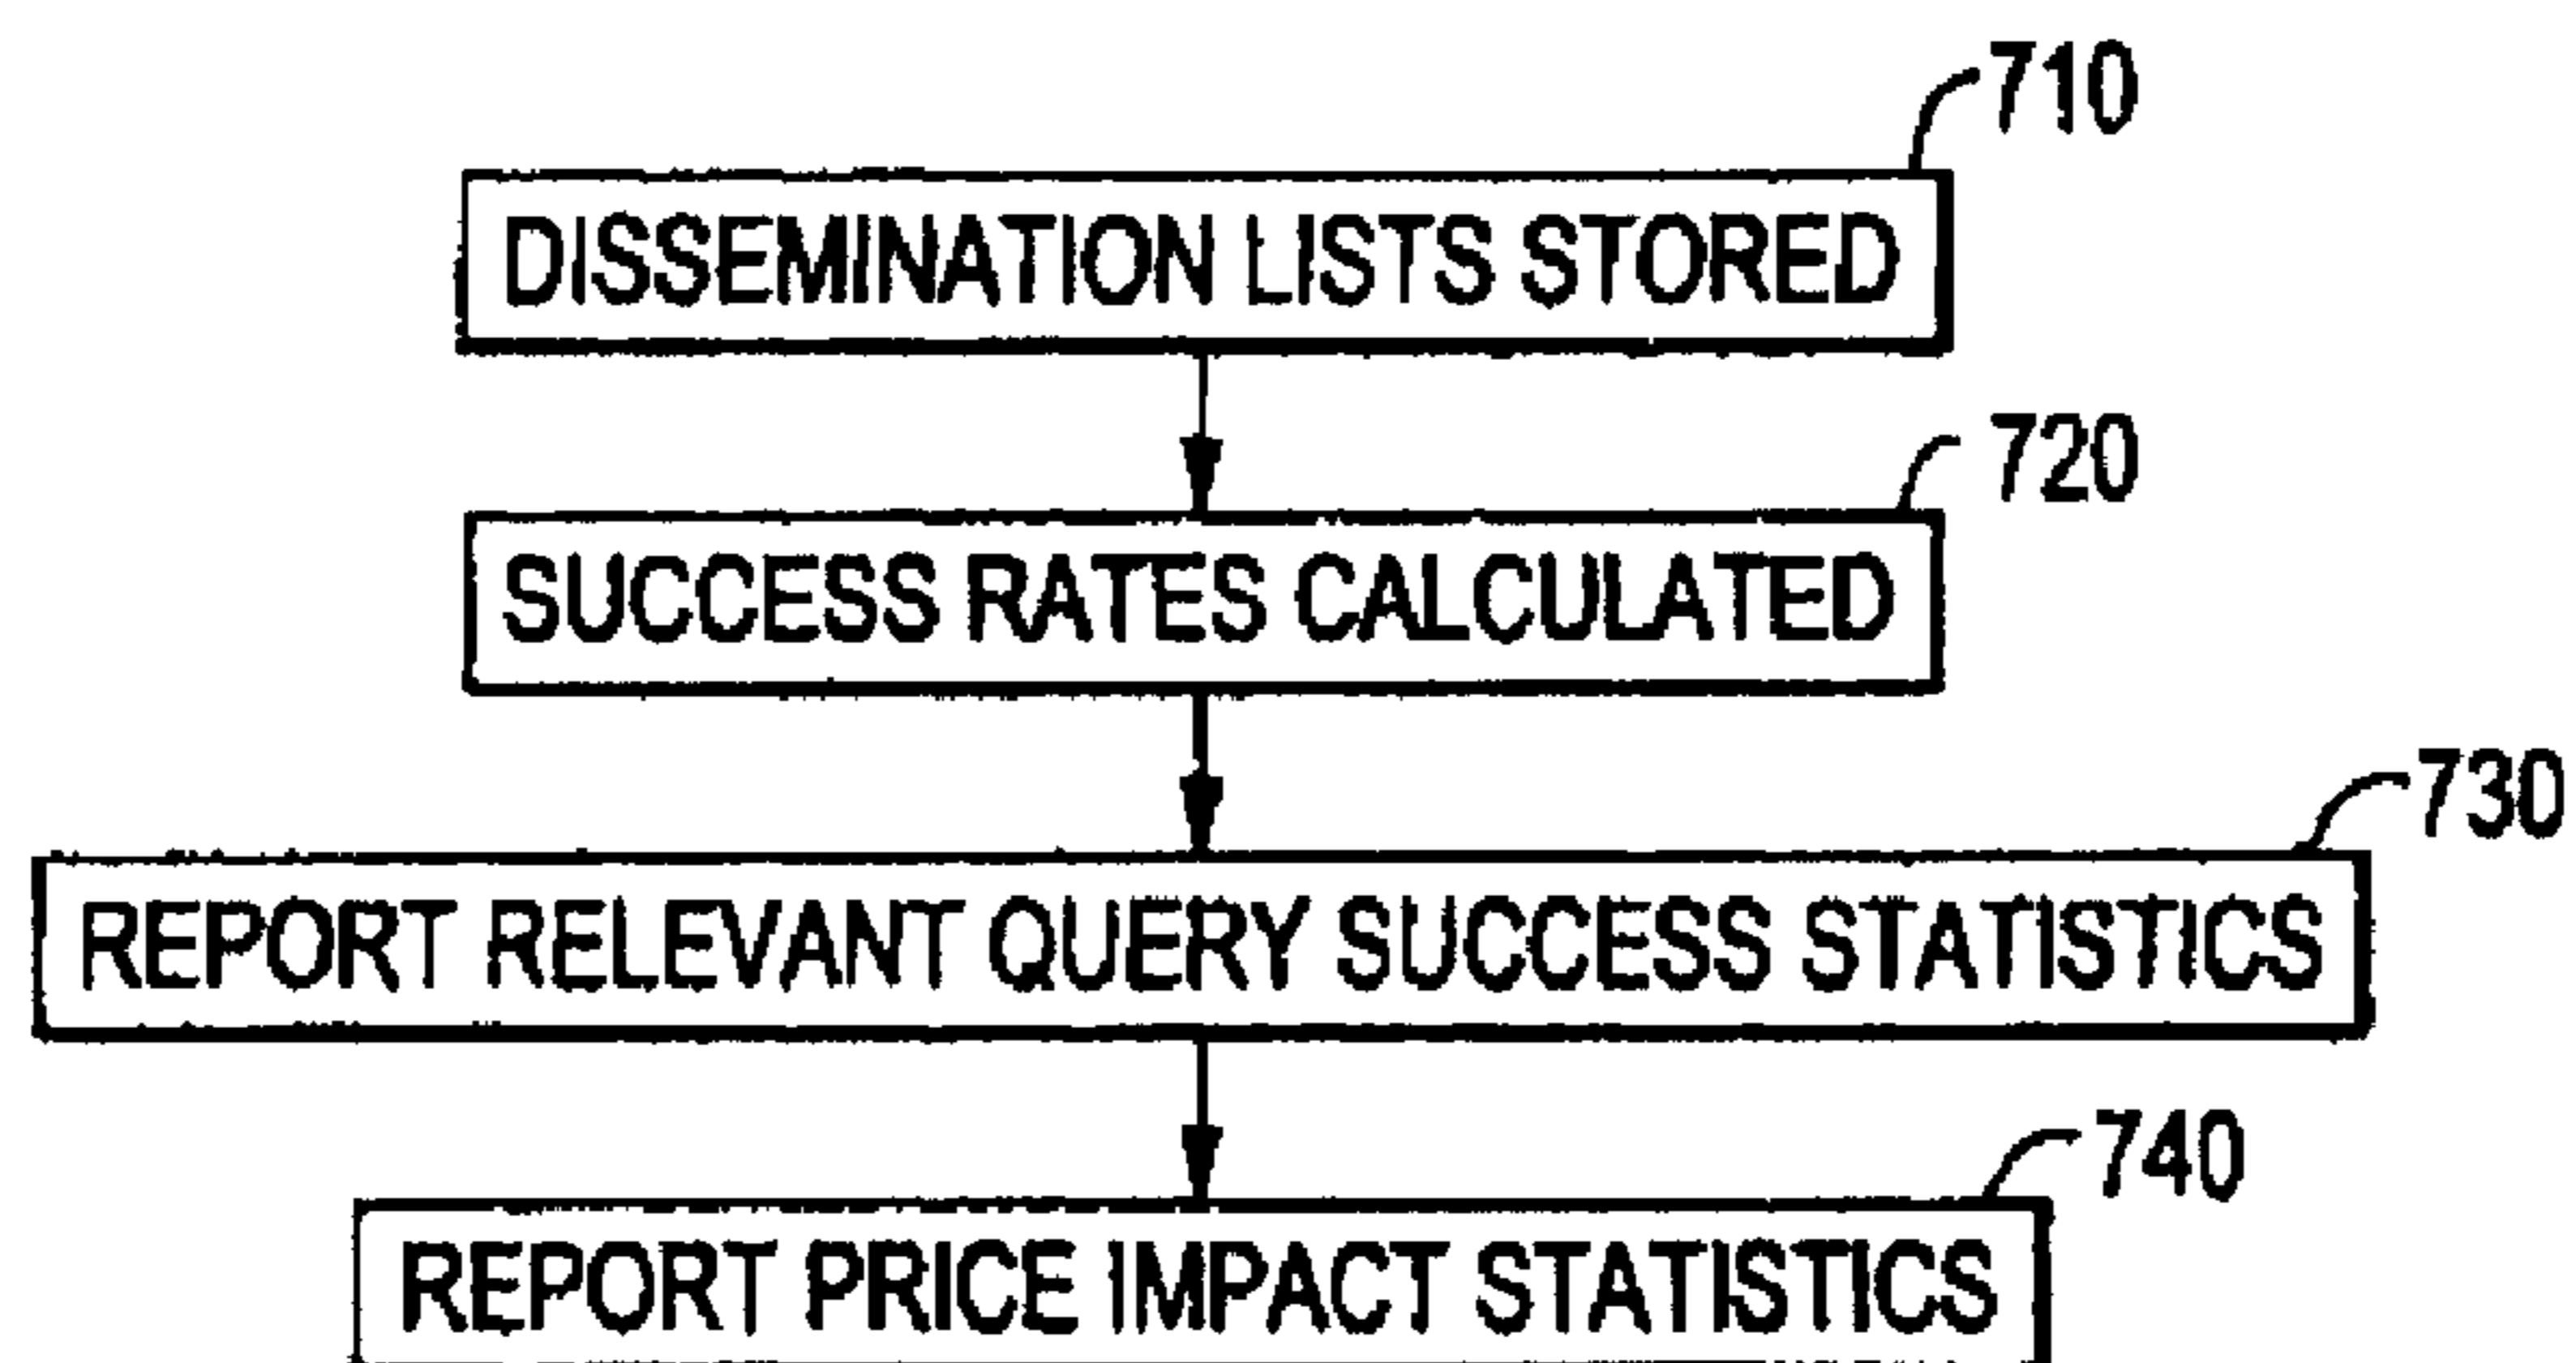 710
DISSEMINATION LISTS STORED
720
SUCCESS RATES CALCULATED
730
REPORT RELEVANT QUERY SUCCESS STATISTICS
740
REPORT PRICE IMPACT STATISTICS